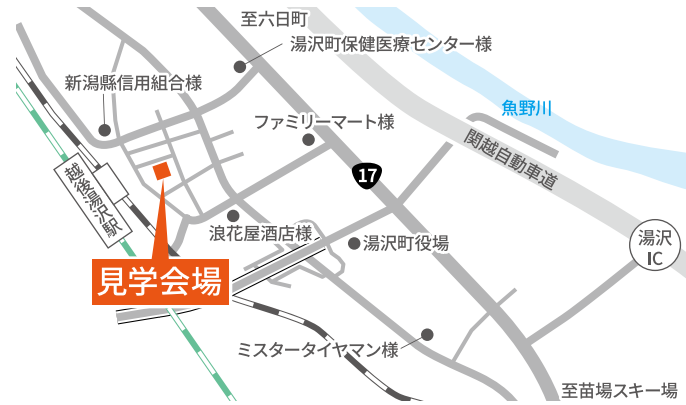 至六日町
湯沢町保健医療センター様
新潟縣信用組合様
魚野川
ファミリーマート様
関越自動車道
17
越後湯沢駅
浪花屋酒店様
湯沢町役場
湯沢
IC
見学会場
ミスタータイヤマン様
至苗場スキー場